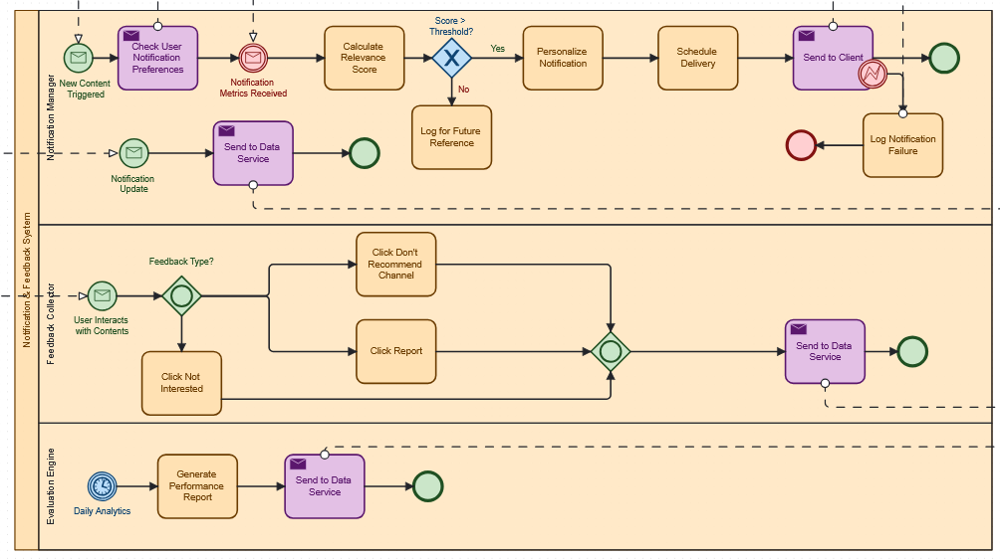 Notification & Feedback System
Notification Manager
New Content
Triggered
Check User
Notification
Preferences
Notification
Metrics Received
Calculate
Relevance
Score
Score >
Threshold?
Yes
No
Log for Future
Reference
Personalize
Notification
Schedule
Delivery
Send to Client
Log Notification
Failure
Notification
Update
Send to Data
Service
Feedback Collector
User Interacts
with Contents
Feedback Type?
Click Don't
Recommend
Channel
Click Report
Click Not
Interested
Send to Data
Service
Evaluation Engine
Daily Analytics
Generate
Performance
Report
Send to Data
Service